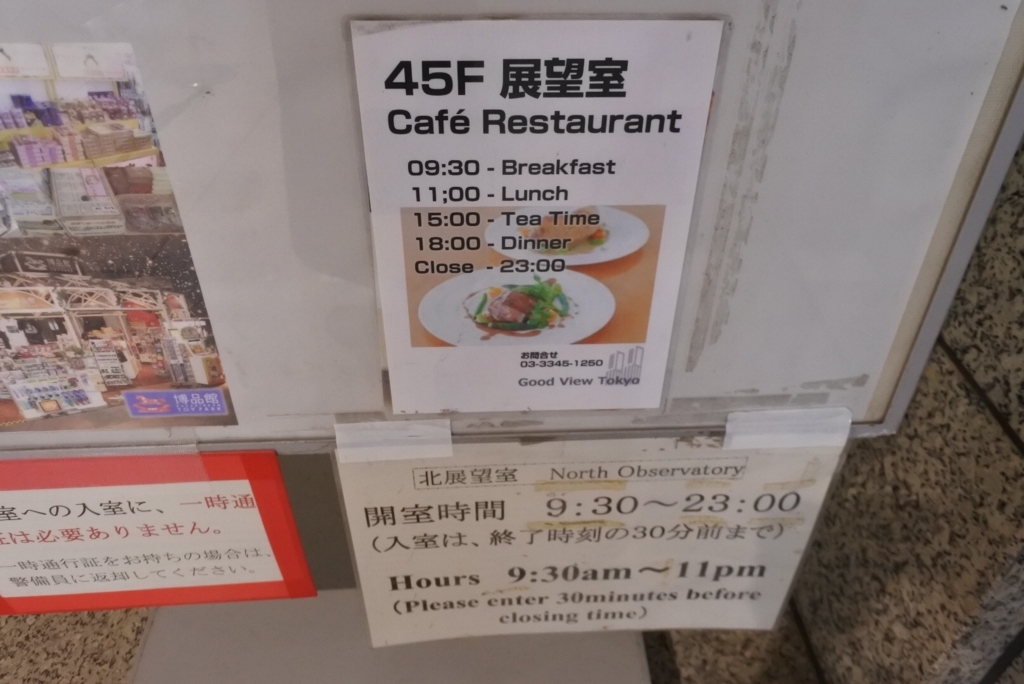 45F 展望室
Café Restaurant
09:30 - Breakfast
11;00 - Lunch
15:00 - Tea Time
18:00 - Dinner
Close - 23:00
お問合せ
03-3345-1250
Good View Tokyo
博品館
TOY PARK
北展望室 North Observatory
開室時間 9:30～23:00
(入室は、終了時刻の30分前まで)
Hours 9:30am～11pm
(Please enter 30minutes before
closing time)
室への入室に、一時通
証は必要ありません。
一時通行証をお持ちの場合は、
警備員に返却してください。